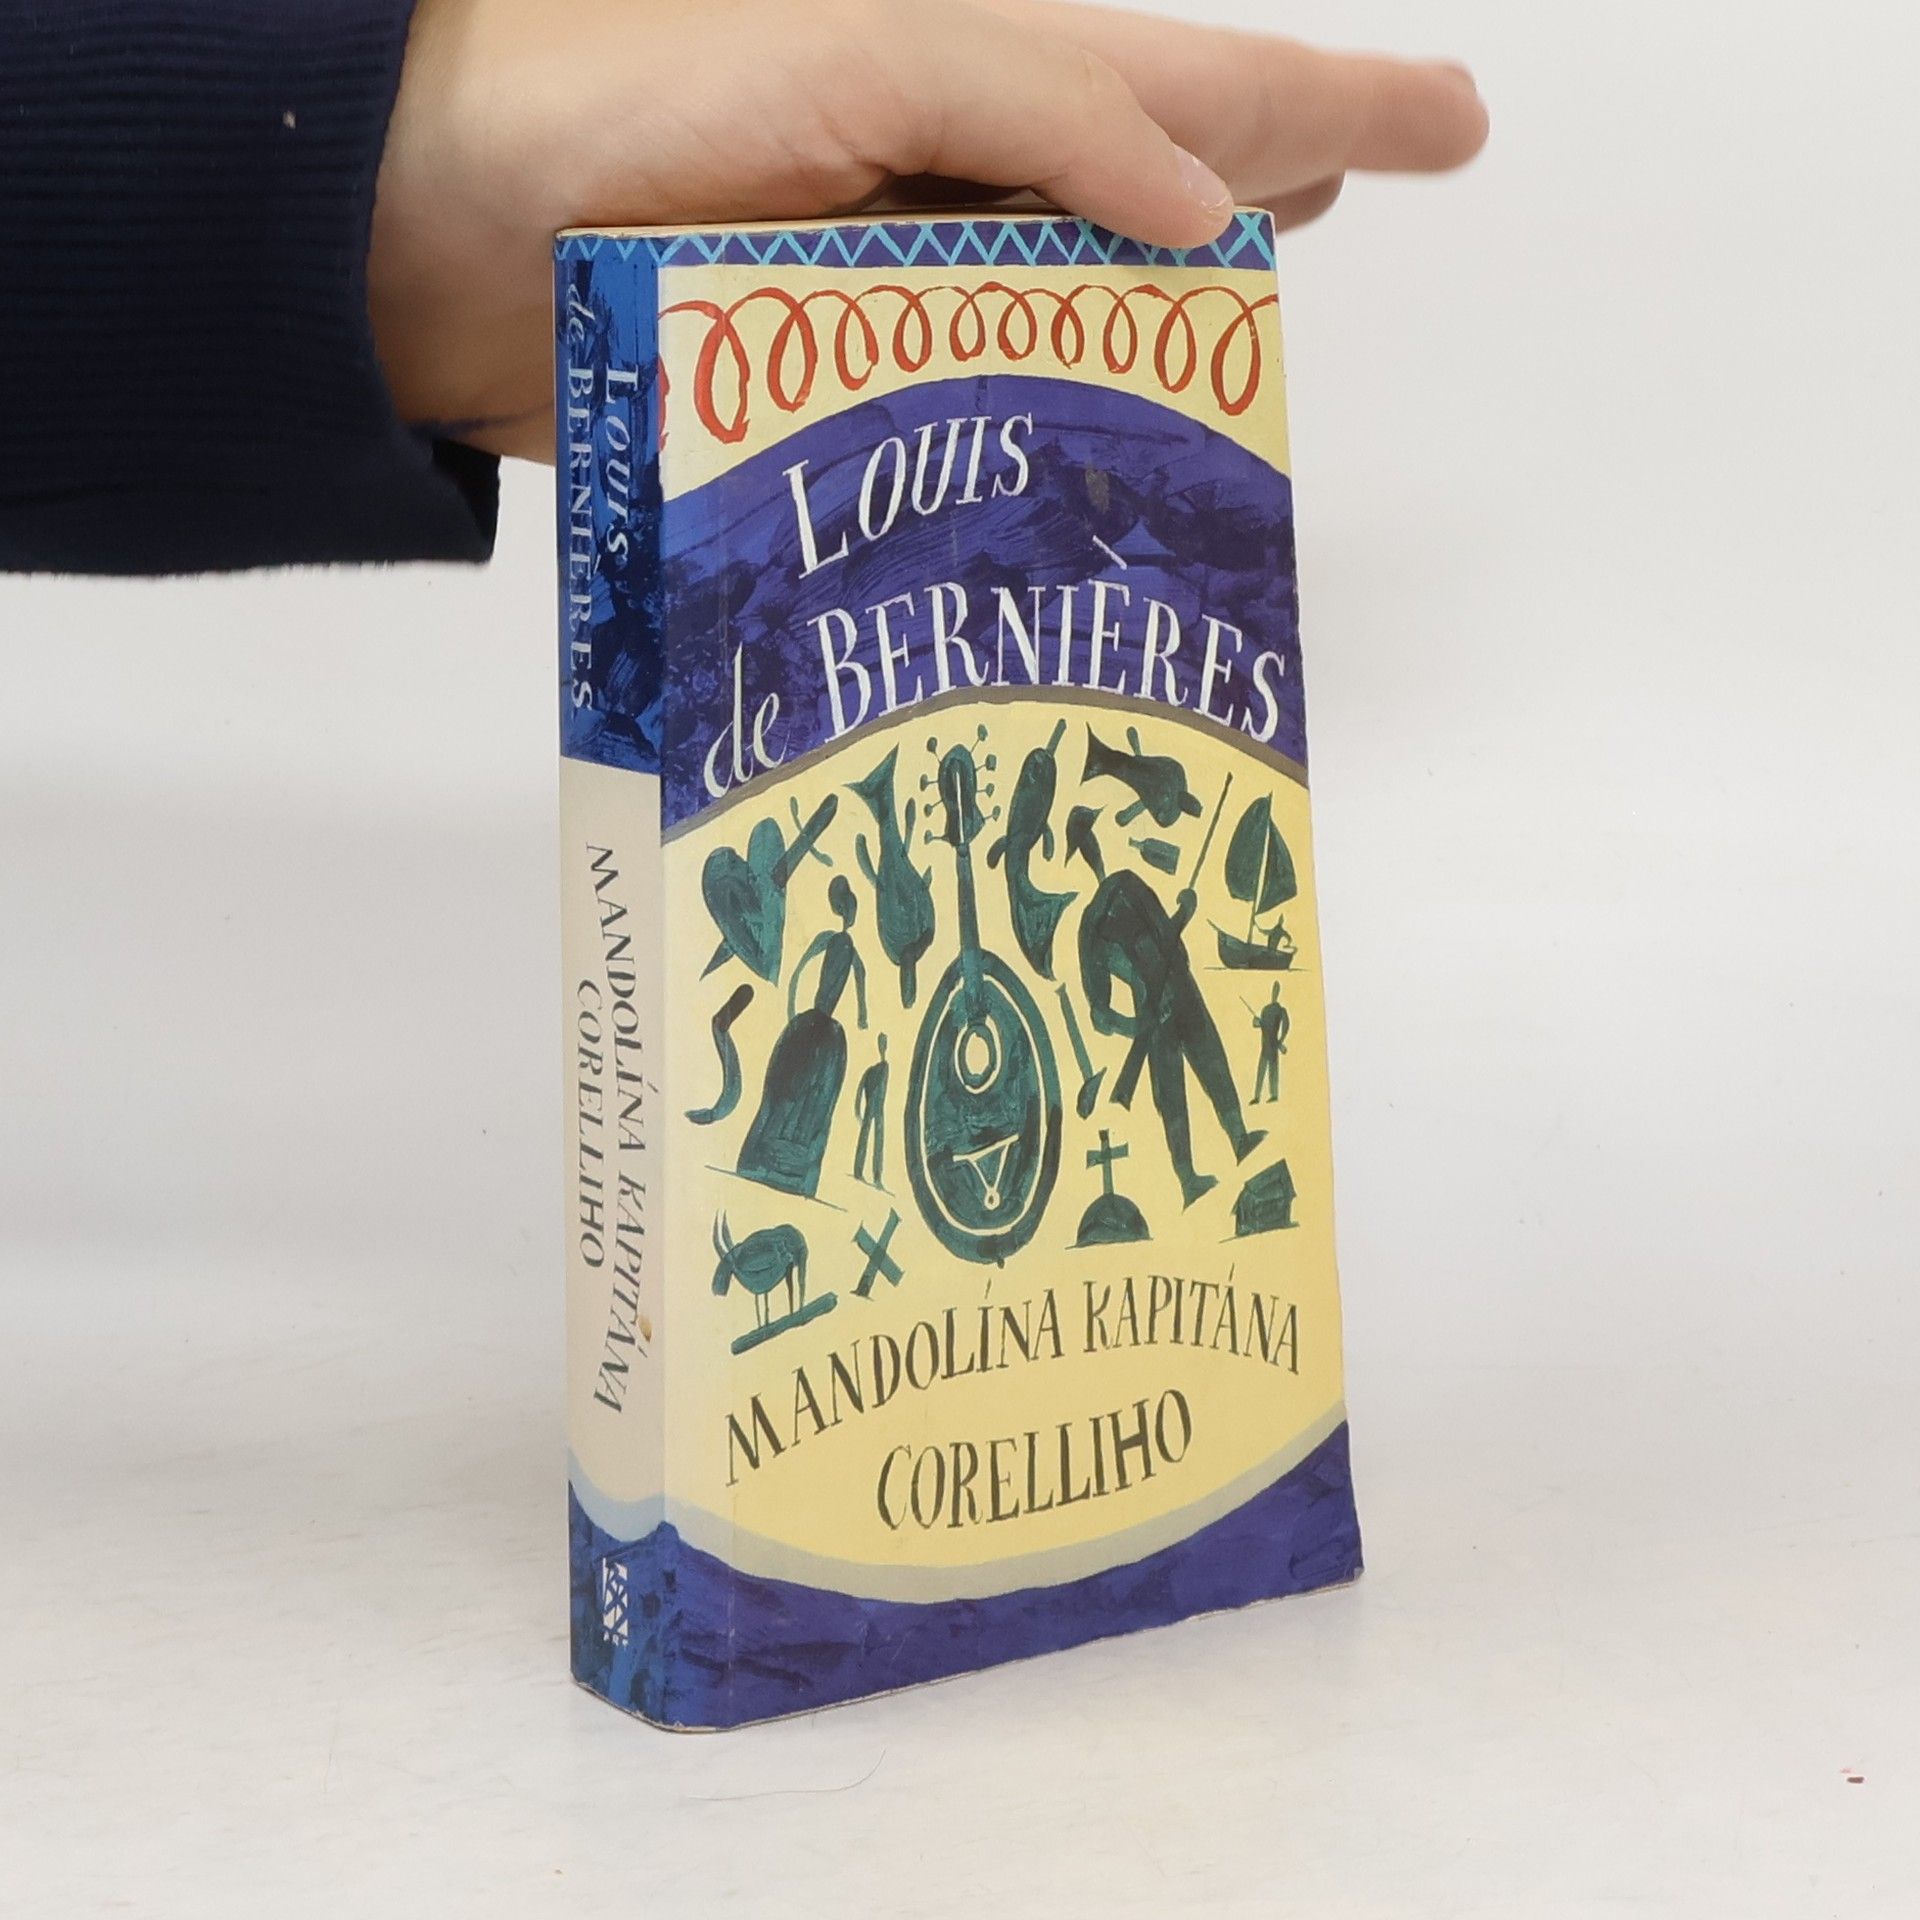 Louis
de BERNIÈRES
MANDOLÍNA KAPITÁNA
CORELLIHO
LOUIS
de BERNIÈRES
MANDOLÍNA KAPITÁNA
CORELLIHO